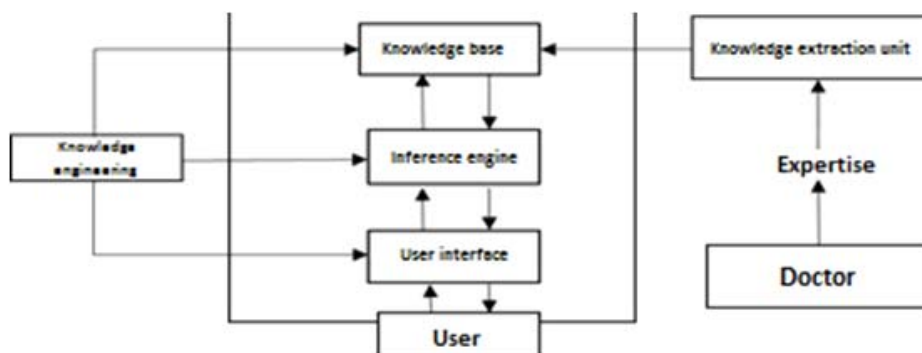 Knowledge base
Knowledge extraction unit
Knowledge
engineering
Inference engine
Expertise
User interface
Doctor
User